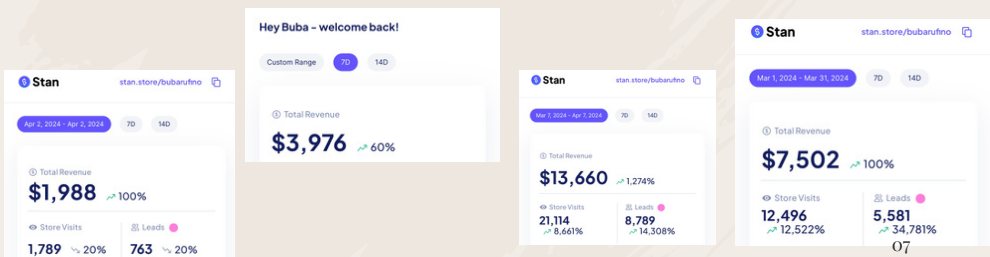 Stan stan.store/bubarufino
Apr 2, 2024 - Apr 2, 2024 7D 14D
Total Revenue
$1,988 100%
Store Visits Leads
1,789 20% 763 20%
Hey Buba - welcome back!
Custom Range 7D 14D
Total Revenue
$3,976 60%
Stan stan.store/bubarufino
Mar 7, 2024 - Apr 7, 2024 7D 14D
Total Revenue
$13,660 1,274%
Store Visits Leads
21,114 8,789
8,661% 14,308%
Stan stan.store/bubarufino
Mar 1, 2024 - Mar 31, 2024 7D 14D
Total Revenue
$7,502 100%
Store Visits Leads
12,496 5,581
12,522% 34,781%
07